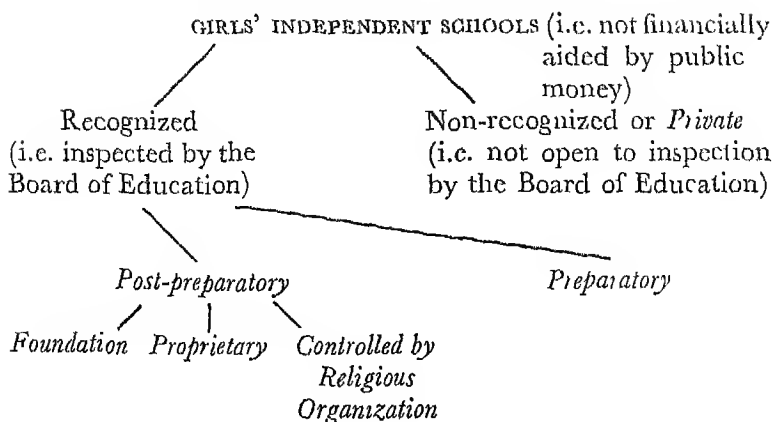 GIRLS' INDEPENDENT SCHOOLS (i.e. not financially
aided by public
money)
Recognized
(i.e. inspected by the
Board of Education)
Non-recognized or Private
(i.e. not open to inspection
by the Board of Education)
Post-preparatory
Preparatory
Foundation
Proprietary
Controlled by
Religious
Organization